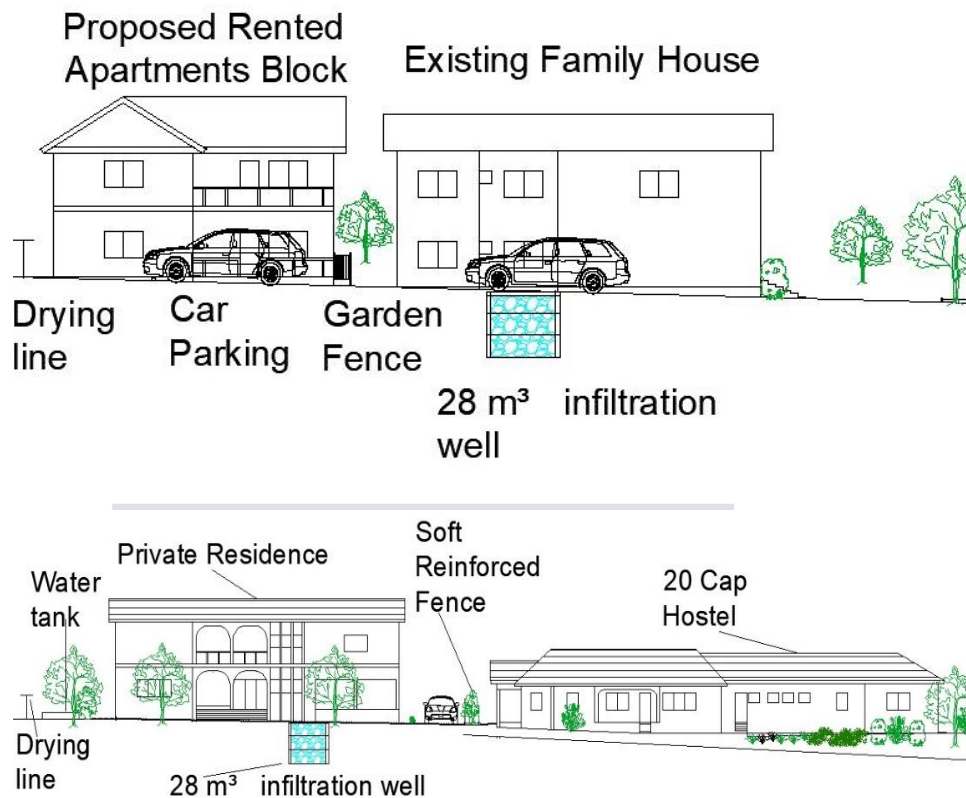 Proposed Rented
Apartments Block
Existing Family House
Drying
line
Car
Parking
Garden
Fence
28 m³ infiltration
well
Private Residence
Soft
Reinforced
Fence
20 Cap
Hostel
Water
tank
Drying
line
28 m³ infiltration well